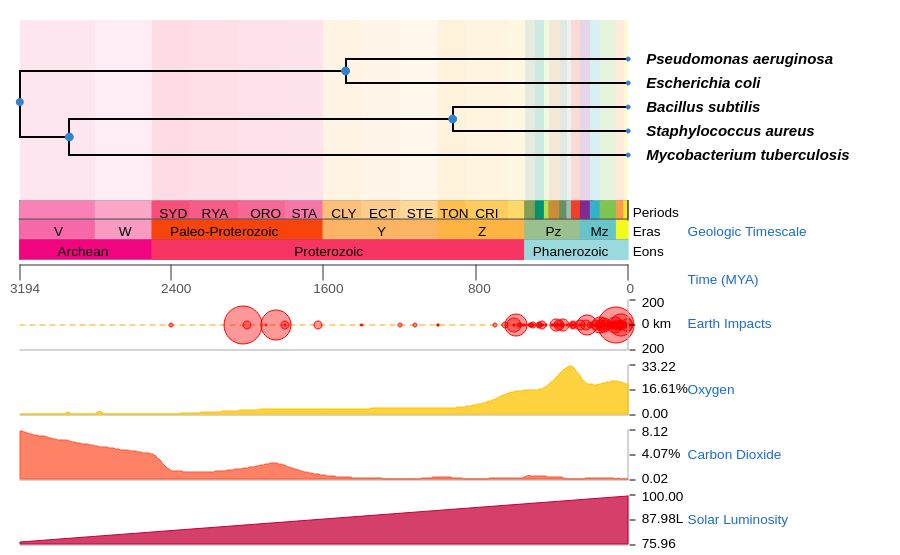 Pseudomonas aeruginosa
Escherichia coli
Bacillus subtilis
Staphylococcus aureus
Mycobacterium tuberculosis
SYD RYA ORO STA CLY ECT STE TON CRI Periods
V W Paleo-Proterozoic Y Z Pz Mz Eras Geologic Timescale
Archean Proterozoic Phanerozoic Eons
Time (MYA)
3194 2400 1600 800 0
200
0 km Earth Impacts
200
33.22
16.61% Oxygen
0.00
8.12
4.07% Carbon Dioxide
0.02
100.00
87.98L Solar Luminosity
75.96